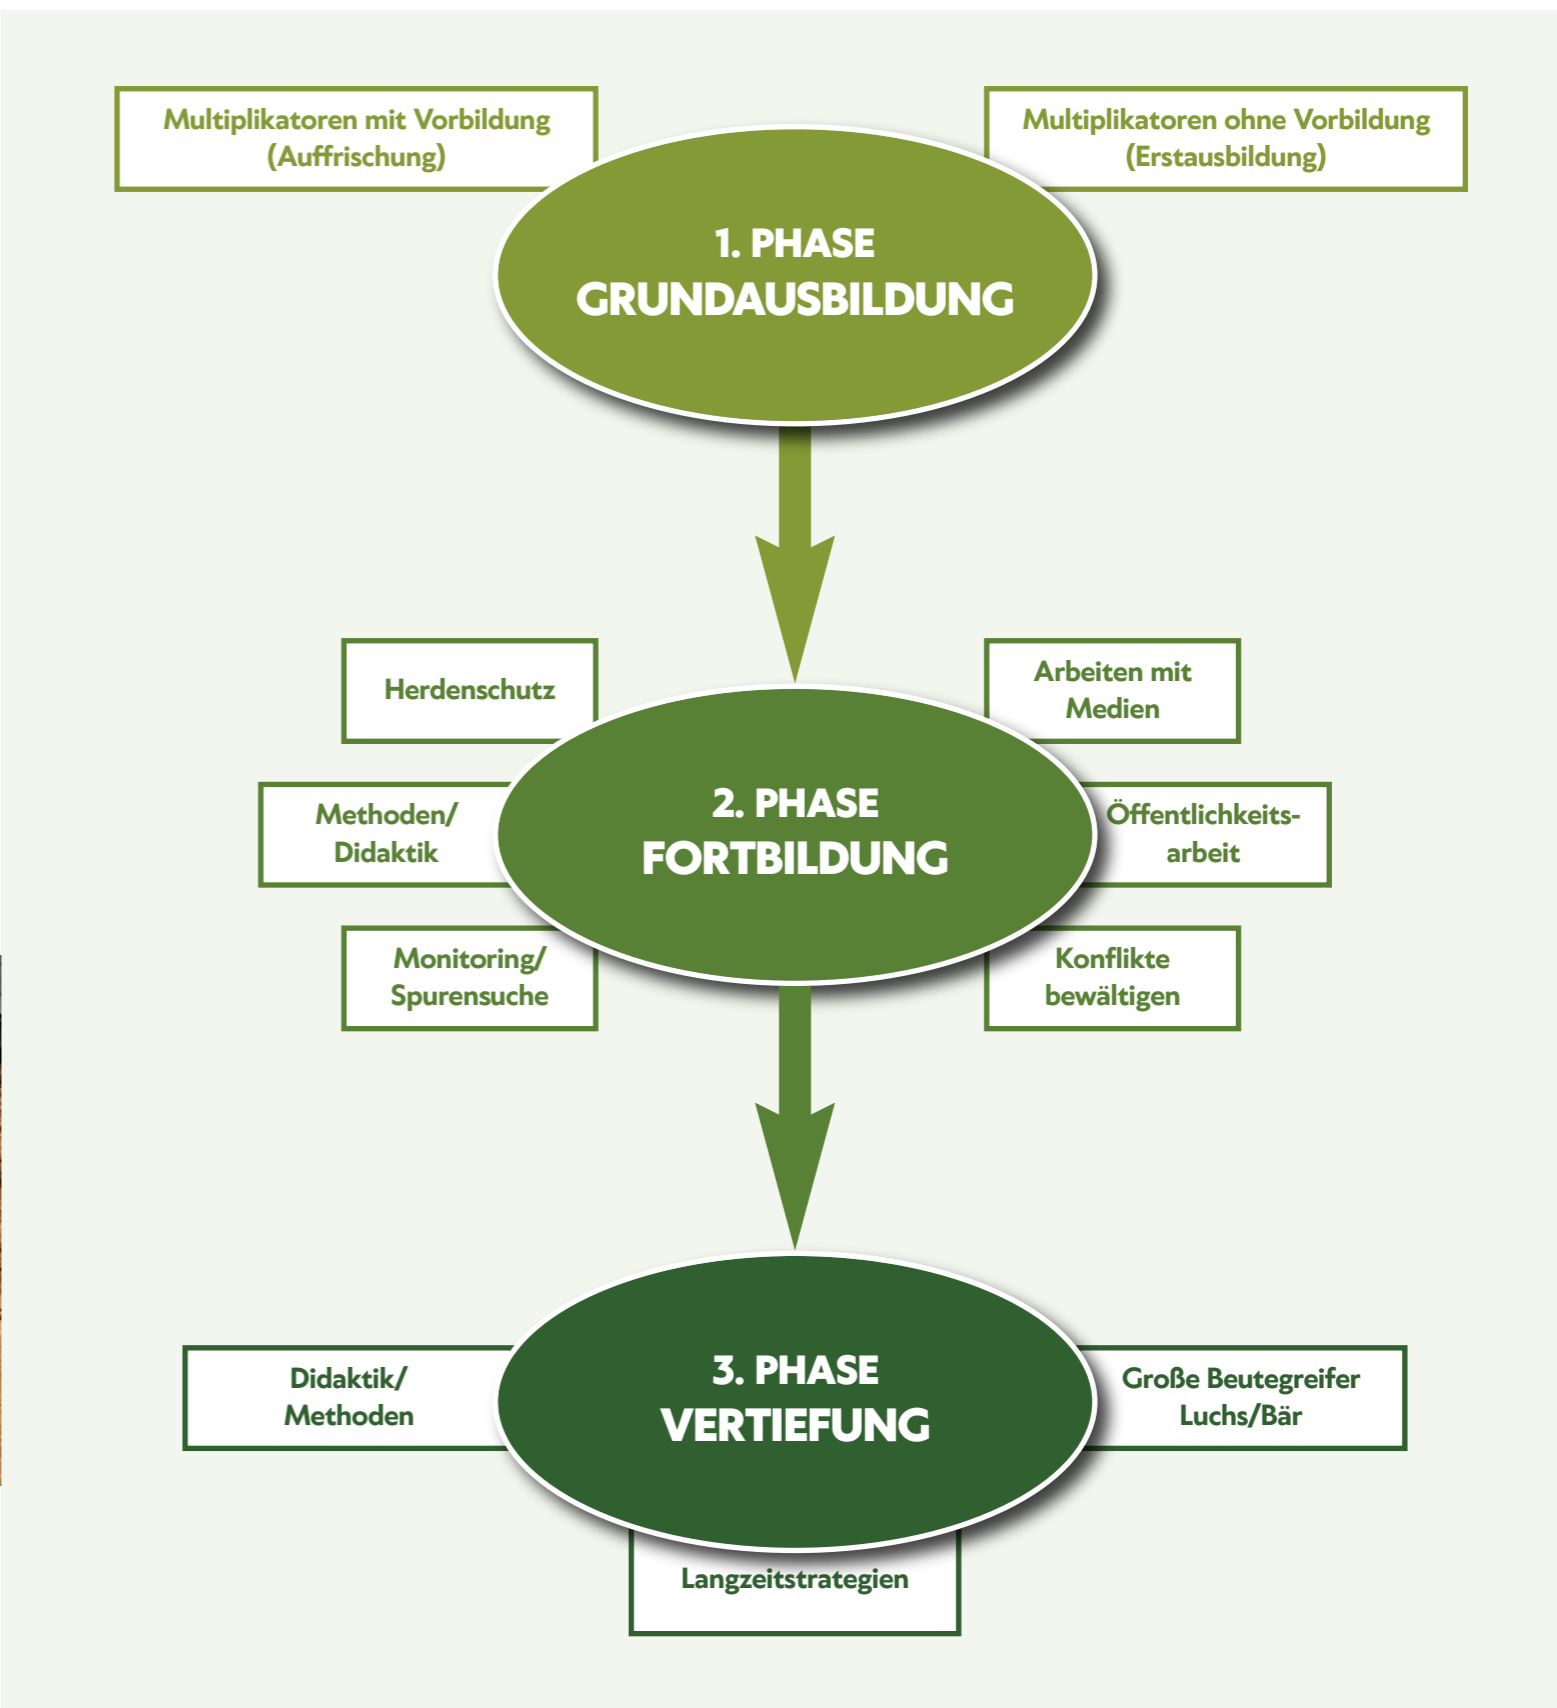 Multiplikatoren mit Vorbildung
(Auffrischung)
Multiplikatoren ohne Vorbildung
(Erstausbildung)
1. PHASE
GRUNDAUSBILDUNG
Herdenschutz
Arbeiten mit
Medien
Methoden/
Didaktik
2. PHASE
FORTBILDUNG
Öffentlichkeits-
arbeit
Monitoring/
Spurensuche
Konflikte
bewältigen
Didaktik/
Methoden
3. PHASE
VERTIEFUNG
Große Beutegreifer
Luchs/Bär
Langzeitstrategien